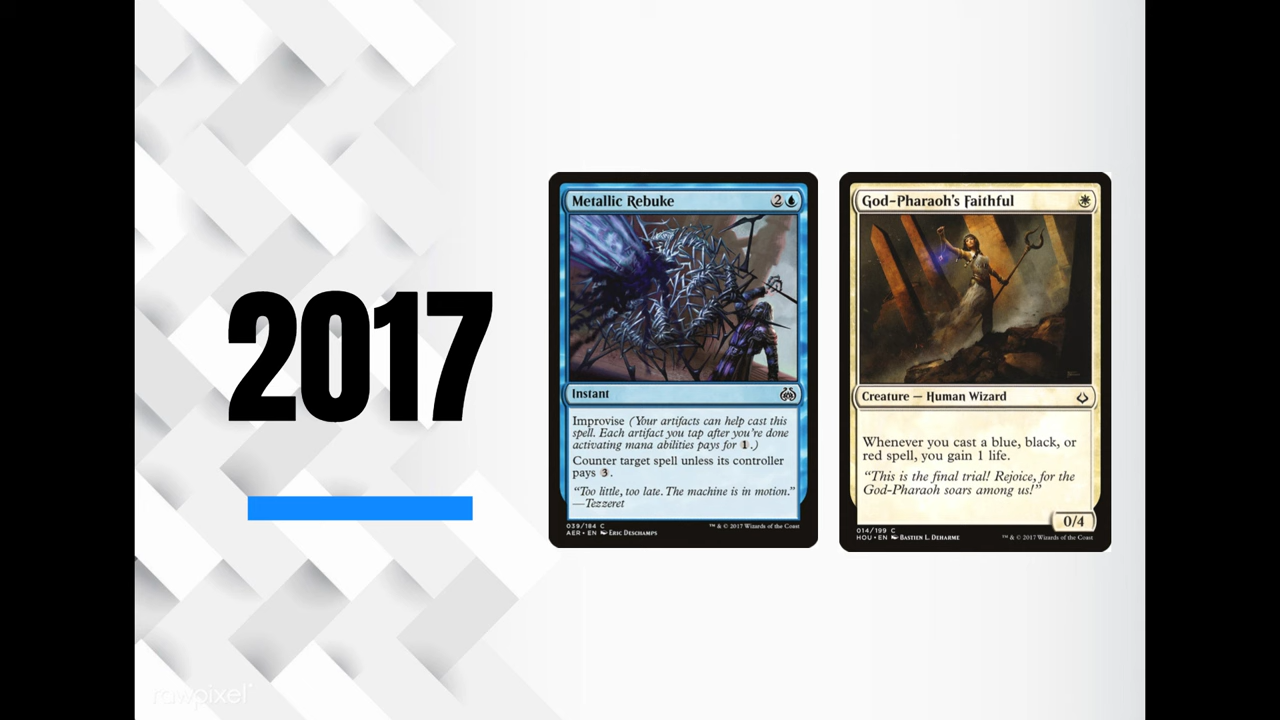 2017
Metallic Rebuke 2
Instant
Improvise (Your artifacts can help cast this
spell. Each artifact you tap after you're done
activating mana abilities pays for 1.)
Counter target spell unless its controller
pays 3.
"Too little, too late. The machine is in motion."
—Tezzeret
039/184 C
AER • EN Eric Deschamps ™ & © 2017 Wizards of the Coast
God-Pharaoh's Faithful
Creature — Human Wizard
Whenever you cast a blue, black, or
red spell, you gain 1 life.
"This is the final trial! Rejoice, for the
God-Pharaoh soars among us!"
0/4
014/199 C
HOU • EN Bastien L. Deharme ™ & © 2017 Wizards of the Coast
rawpixel